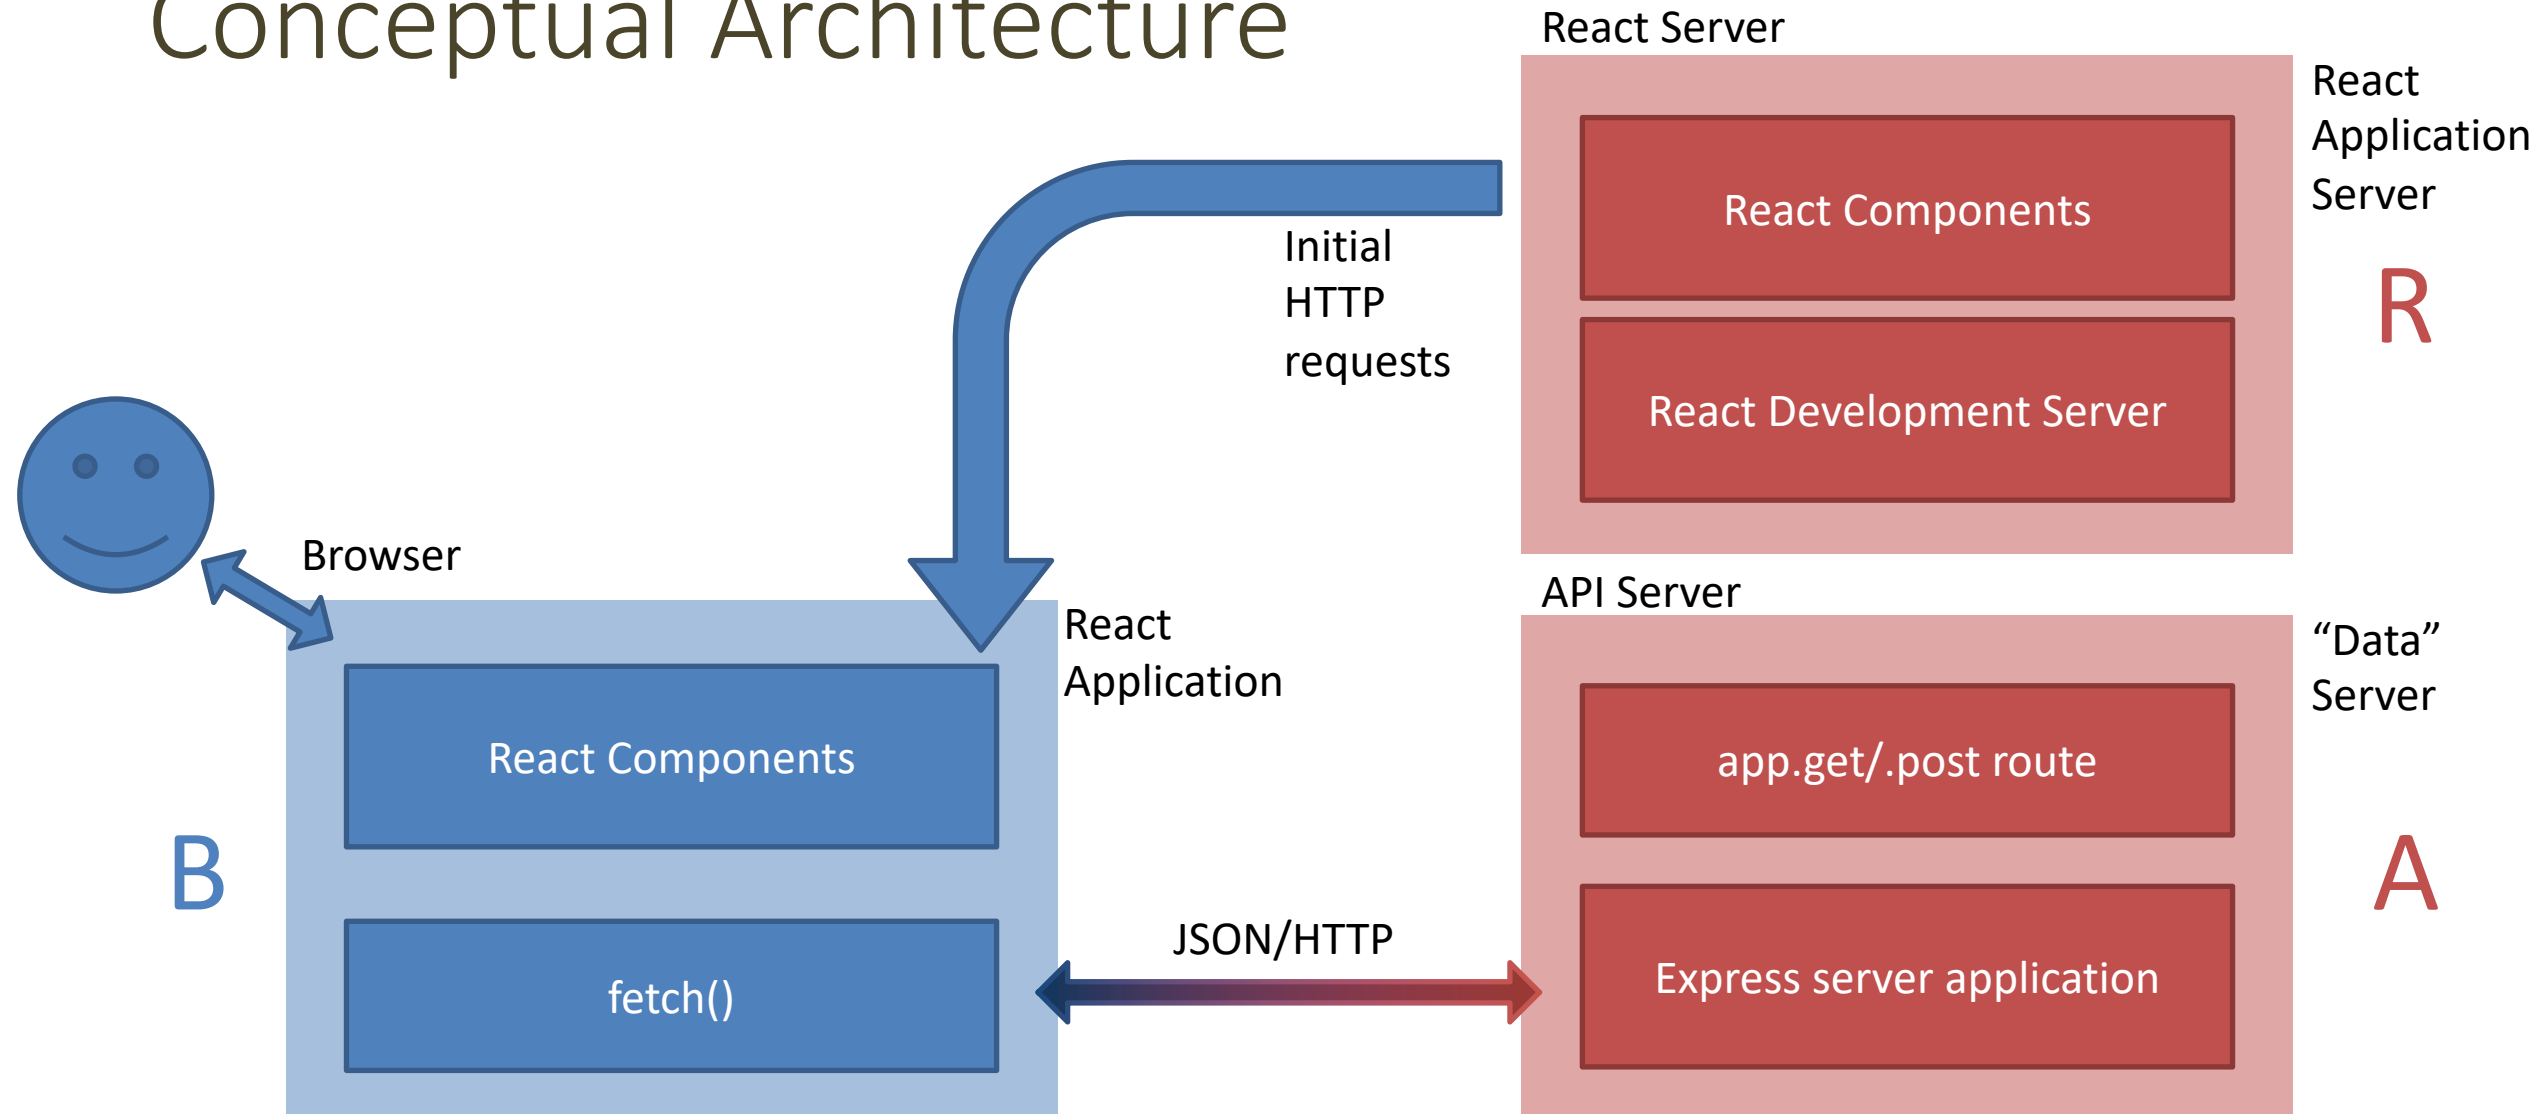 Conceptual Architecture
React Server
React
Application
Server
React Components
R
Initial
HTTP
requests
React Development Server
Browser
API Server
React
Application
“Data”
Server
React Components
app.get/.post route
B
A
JSON/HTTP
fetch()
Express server application